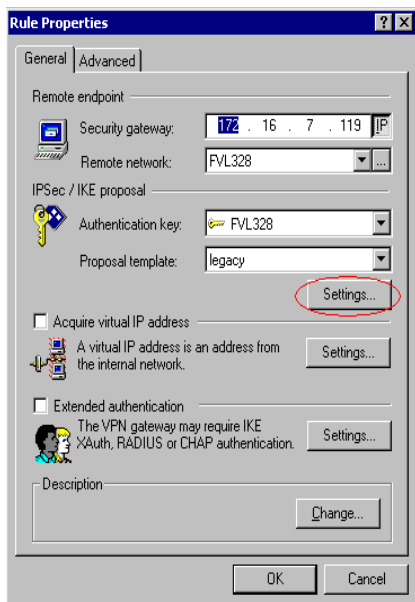 Rule Properties
General Advanced
Remote endpoint
Security gateway: 172 . 16 . 7 . 119 IP
Remote network: FVL328 ...
IPSec / IKE proposal
Authentication key: FVL328
Proposal template: legacy
Settings...
Acquire virtual IP address
A virtual IP address is an address from
the internal network.
Settings...
Extended authentication
The VPN gateway may require IKE
XAuth, RADIUS or CHAP authentication.
Settings...
Description
Change...
OK Cancel